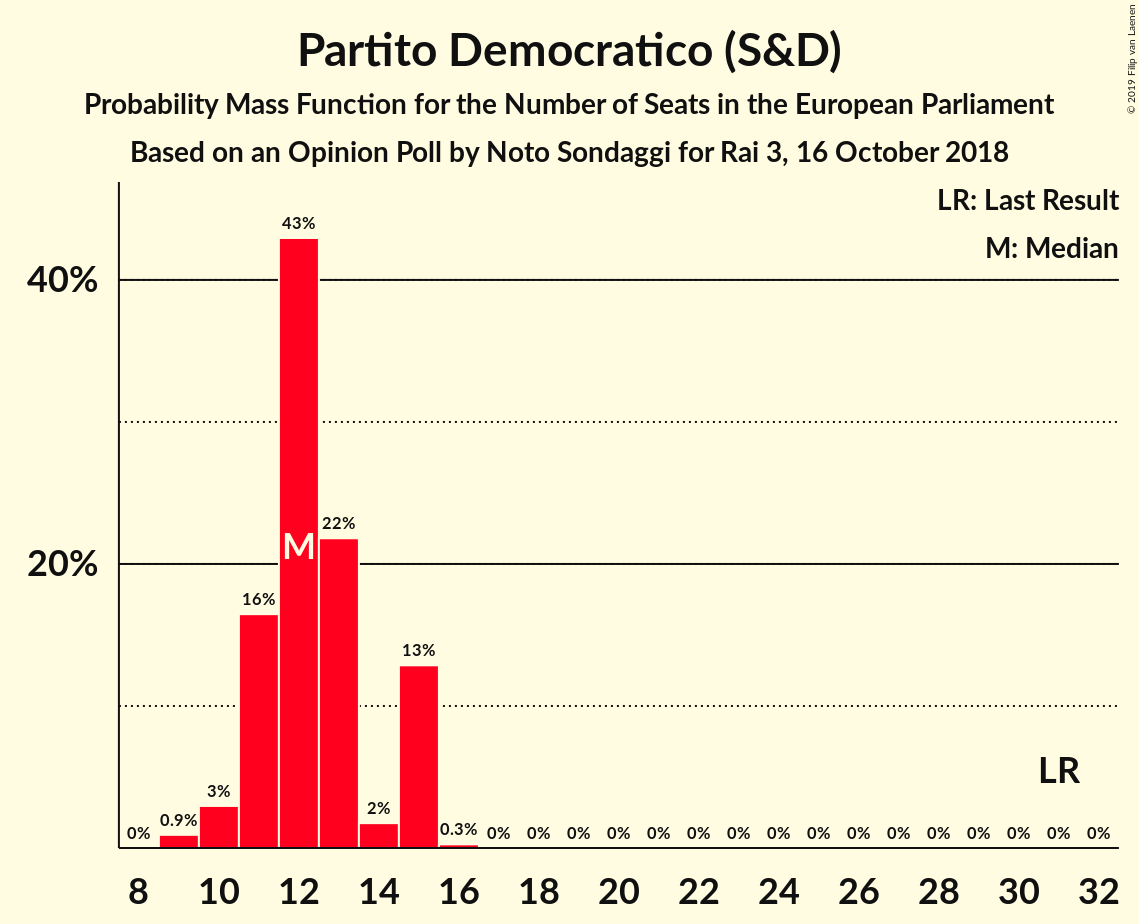 Partito Democratico (S&D)
Probability Mass Function for the Number of Seats in the European Parliament
Based on an Opinion Poll by Noto Sondaggi for Rai 3, 16 October 2018
© 2019 Filip van Laenen
LR: Last Result
M: Median
40%
20%
43%
M
22%
16%
13%
LR
3%
2%
0% 0.9% 0.3% 0% 0% 0% 0% 0% 0% 0% 0% 0% 0% 0% 0% 0% 0% 0% 0%
8 10 12 14 16 18 20 22 24 26 28 30 32